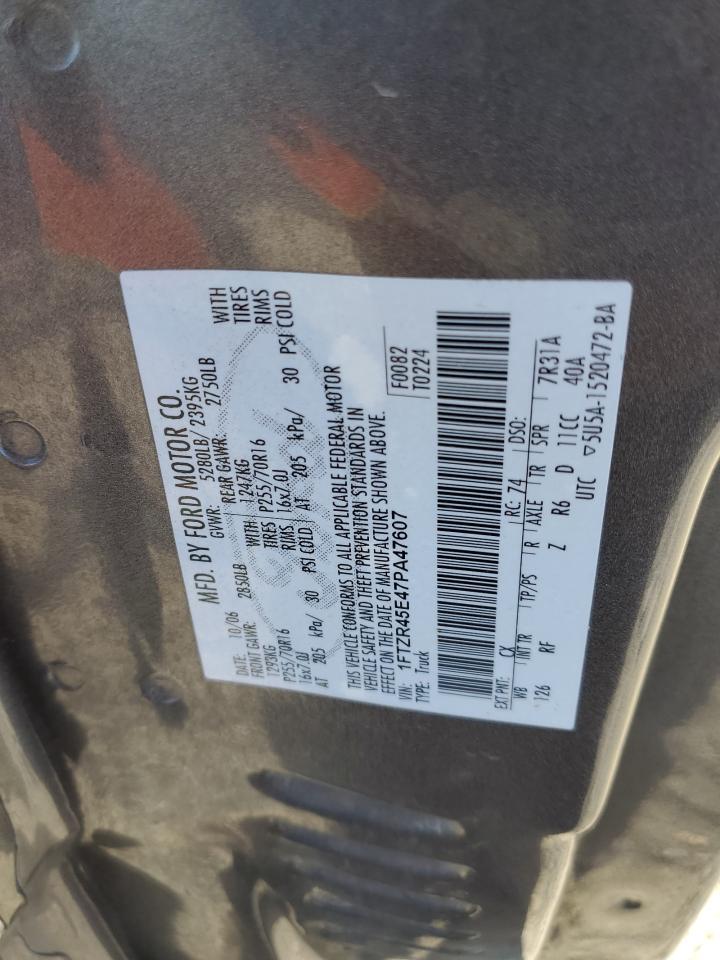 MFD. BY FORD MOTOR CO.
DATE: 10/06 GVWR: 5280LB/ 2395KG
FRONT GAWR: 2850LB REAR GAWR: 2750LB
1293KG WITH 1247KG WITH
P255/70R16 TIRES P255/70R16 TIRES
16x7.0J RIMS 16x7.0J RIMS
AT 205 kPa/ 30 PSI COLD AT 205 kPa/ 30 PSI COLD
THIS VEHICLE CONFORMS TO ALL APPLICABLE FEDERAL MOTOR
VEHICLE SAFETY AND THEFT PREVENTION STANDARDS IN
EFFECT ON THE DATE OF MANUFACTURE SHOWN ABOVE.
VIN: 1FTZR45E47PA47607 F0082
TYPE: Truck T0224
EXT PNT: CX RC: 74 DSO:
WB INT TR TP/PS R AXLE TR SPR 7R31A
126 RF Z R6 D 11CC 40A
UTC ▽5U5A-1520472-BA